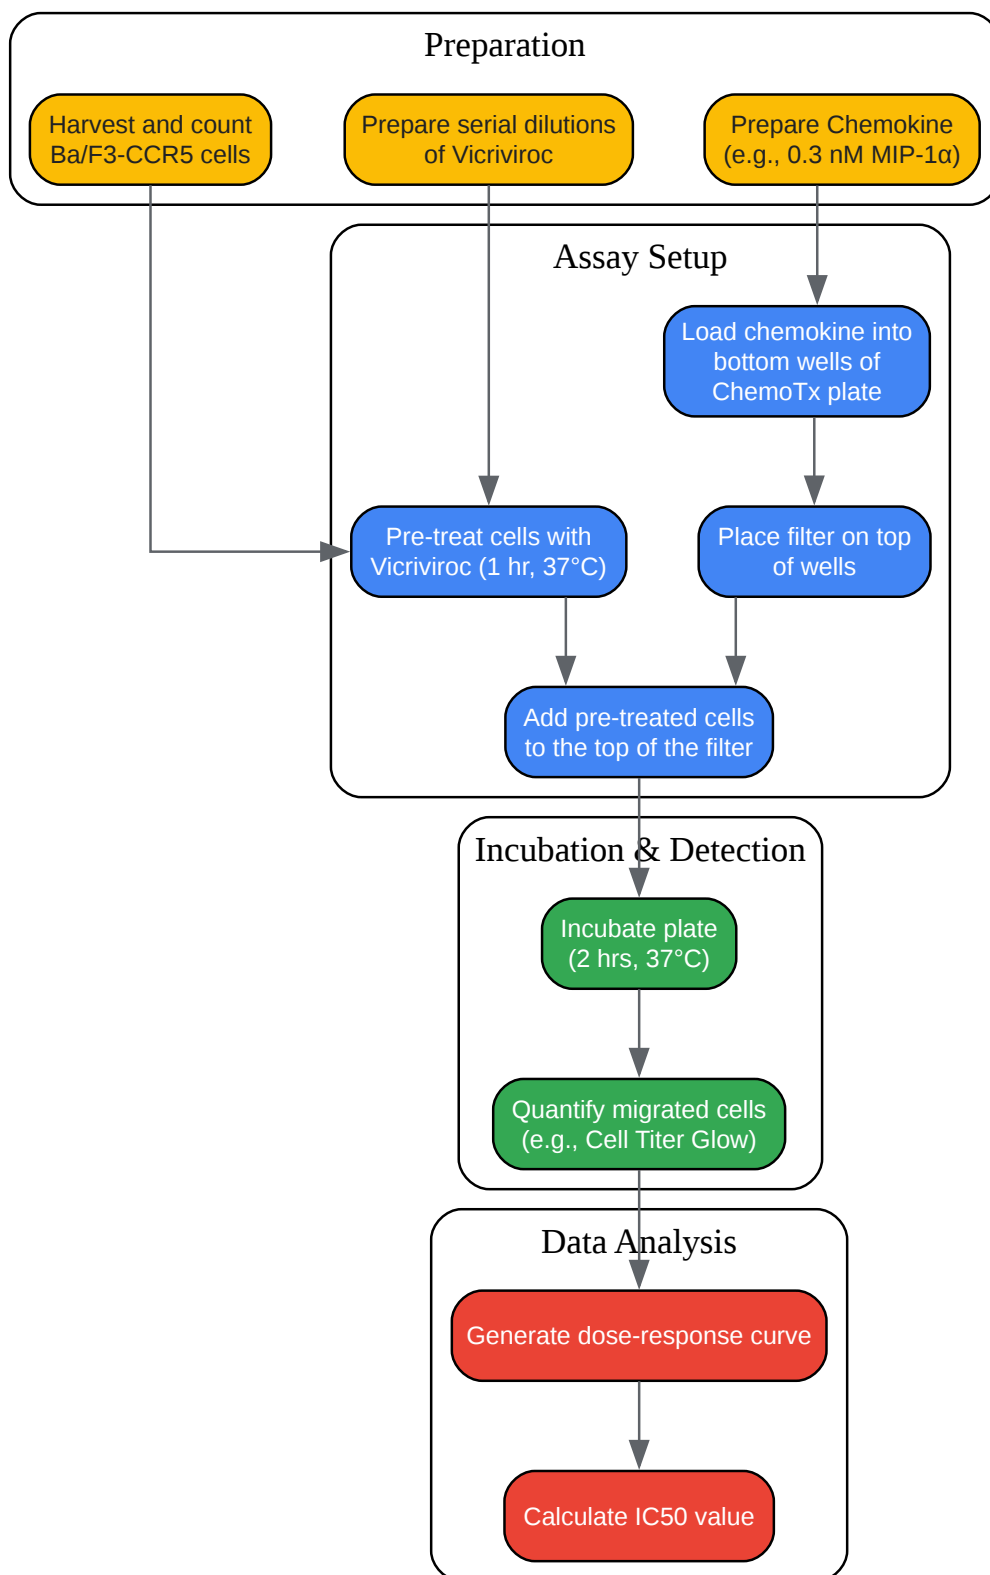 Preparation
Harvest and count
Ba/F3-CCR5 cells
Prepare serial dilutions
of Vicriviroc
Prepare Chemokine
(e.g., 0.3 nM MIP-1α)
Assay Setup
Load chemokine into
bottom wells of
ChemoTx plate
Pre-treat cells with
Vicriviroc (1 hr, 37°C)
Place filter on top
of wells
Add pre-treated cells
to the top of the filter
Incubation & Detection
Incubate plate
(2 hrs, 37°C)
Quantify migrated cells
(e.g., Cell Titer Glow)
Data Analysis
Generate dose-response curve
Calculate IC50 value